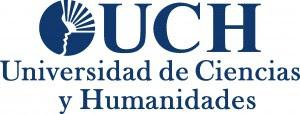 UCH
Universidad de Ciencias
y Humanidades